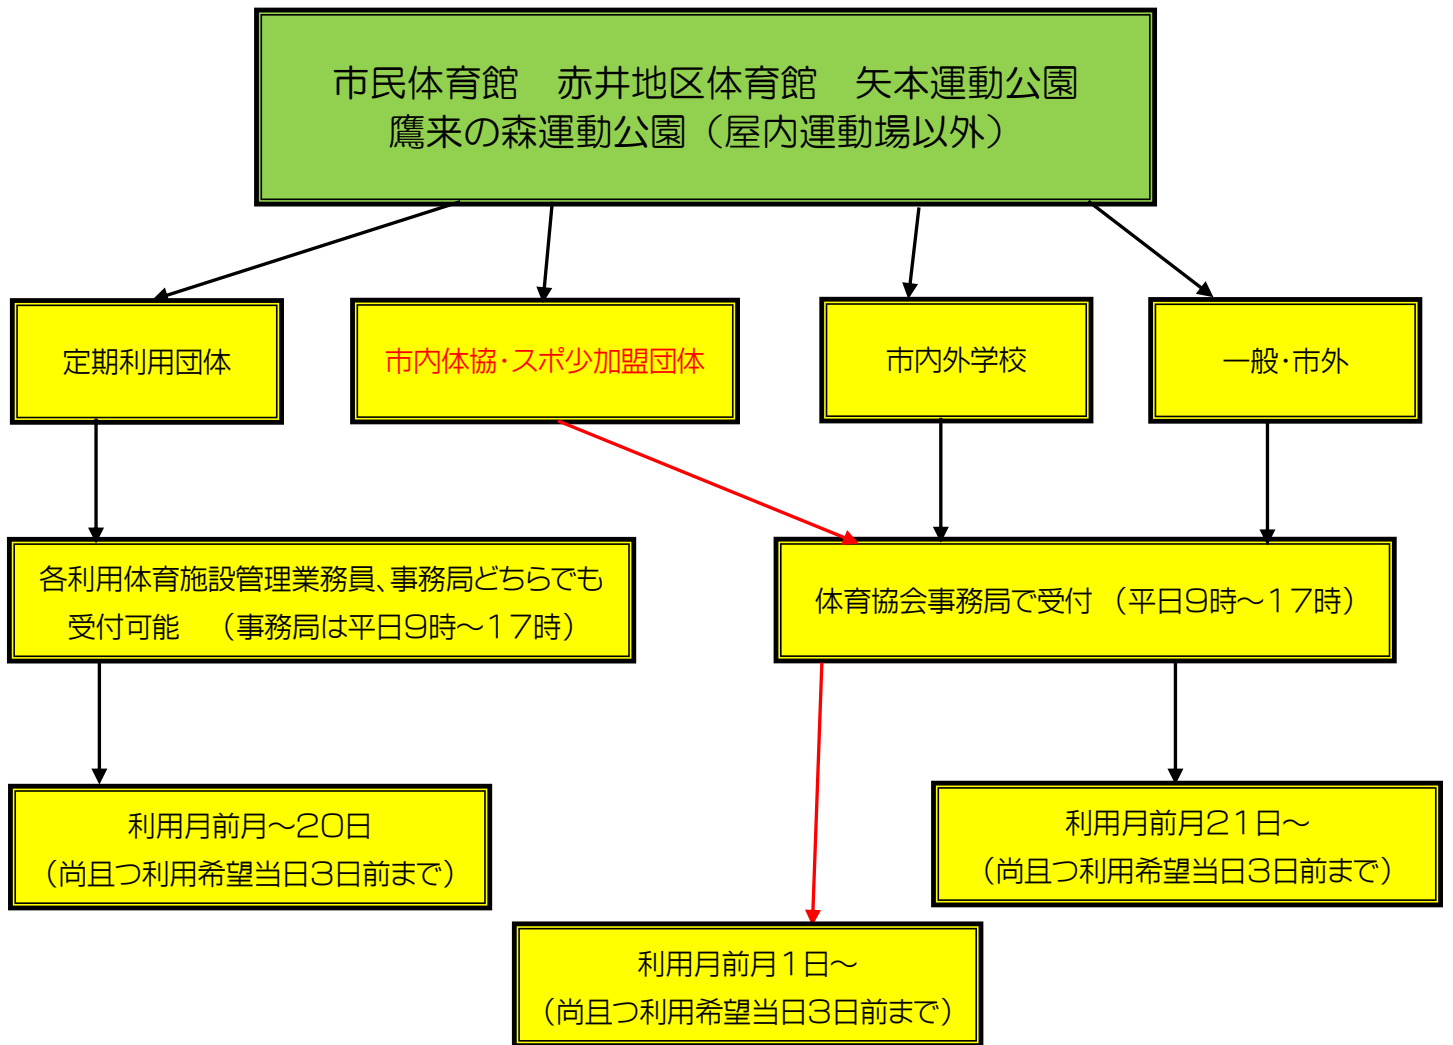 市民体育館　赤井地区体育館　矢本運動公園
鷹来の森運動公園（屋内運動場以外）
定期利用団体
市内体協・スポ少加盟団体
市内外学校
一般・市外
各利用体育施設管理業務員、事務局どちらでも
受付可能　（事務局は平日9時～17時）
体育協会事務局で受付（平日9時～17時）
利用月前月～20日
（尚且つ利用希望当日3日前まで）
利用月前月21日～
（尚且つ利用希望当日3日前まで）
利用月前月1日～
（尚且つ利用希望当日3日前まで）